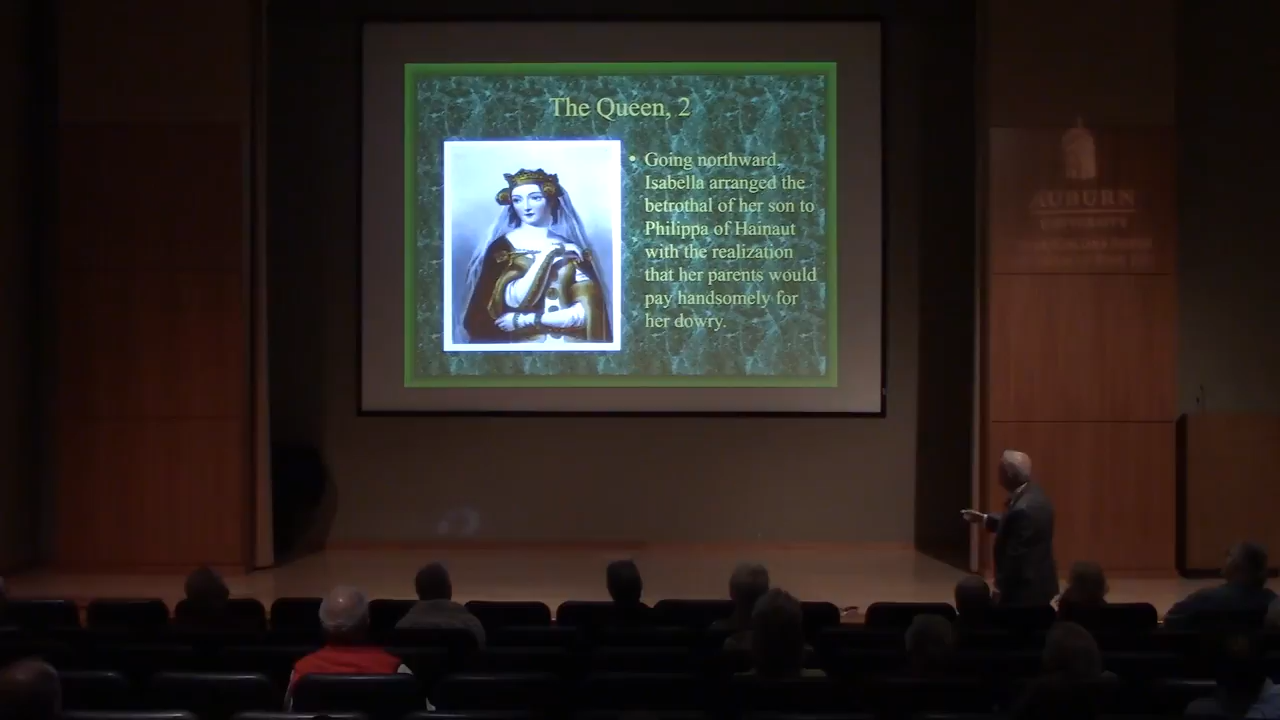 The Queen, 2
• Going northward,
Isabella arranged the
betrothal of her son to
Philippa of Hainaut
with the realization
that her parents would
pay handsomely for
her dowry.
AUBURN
UNIVERSITY